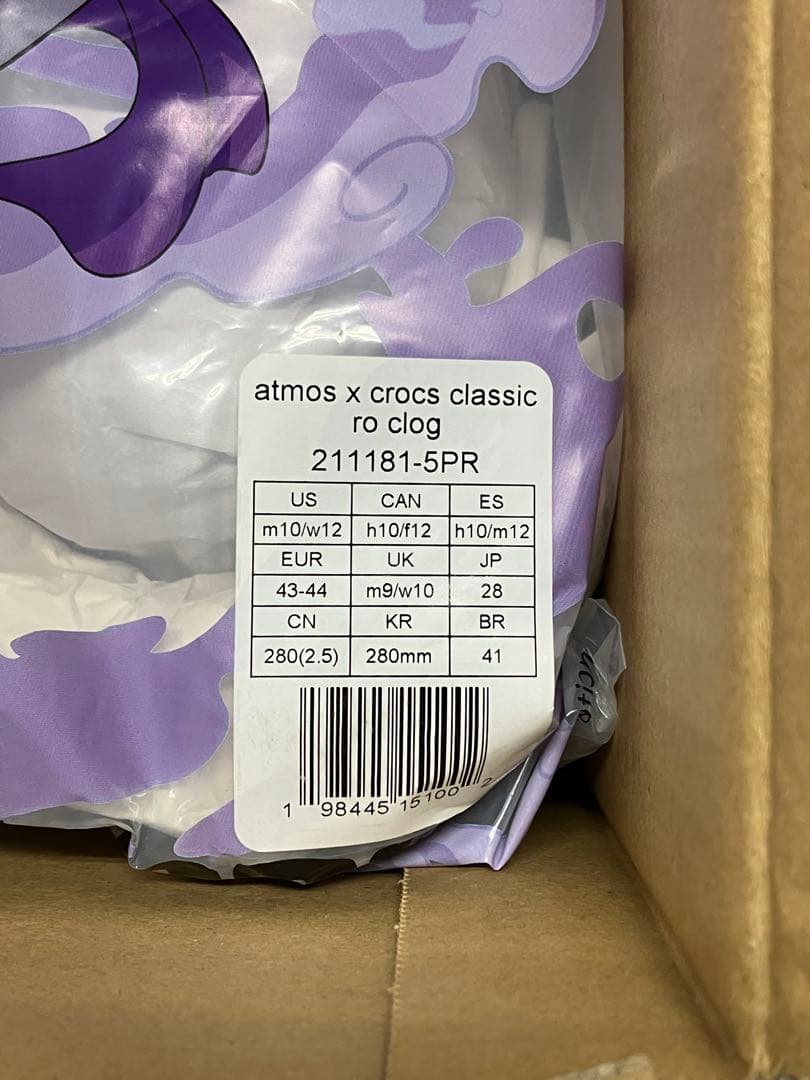 atmos x crocs classic
ro clog
211181-5PR
US CAN ES
m10/w12 h10/f12 h10/m12
EUR UK JP
43-44 m9/w10 28
CN KR BR
280(2.5) 280mm 41
1 98445 15100 2